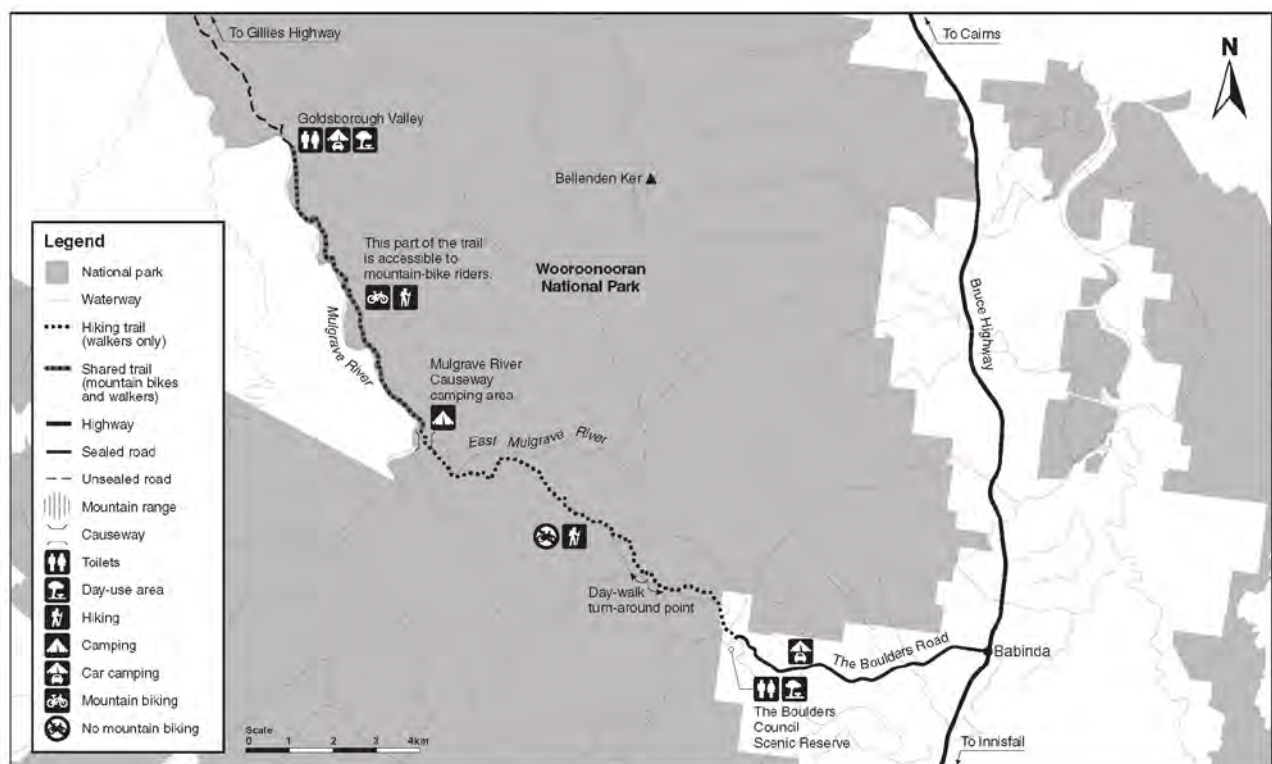 To Gillies Highway
To Cairns
N
Goldsborough Valley
Bellenden Ker
Wooroonooran
National Park
This part of the trail
is accessible to
mountain-bike riders.
Mulgrave River
Bruce Highway
Mulgrave River
Causeway
camping area
East Mulgrave River
Day-walk
turn-around point
The Boulders Road
Babinda
The Boulders
Council
Scenic Reserve
To Innisfail
Legend
National park
Waterway
Hiking trail
(walkers only)
Shared trail
(mountain bikes
and walkers)
Highway
Sealed road
Unsealed road
Mountain range
Causeway
Toilets
Day-use area
Hiking
Camping
Car camping
Mountain biking
No mountain biking
Scale
0 1 2 3 4km